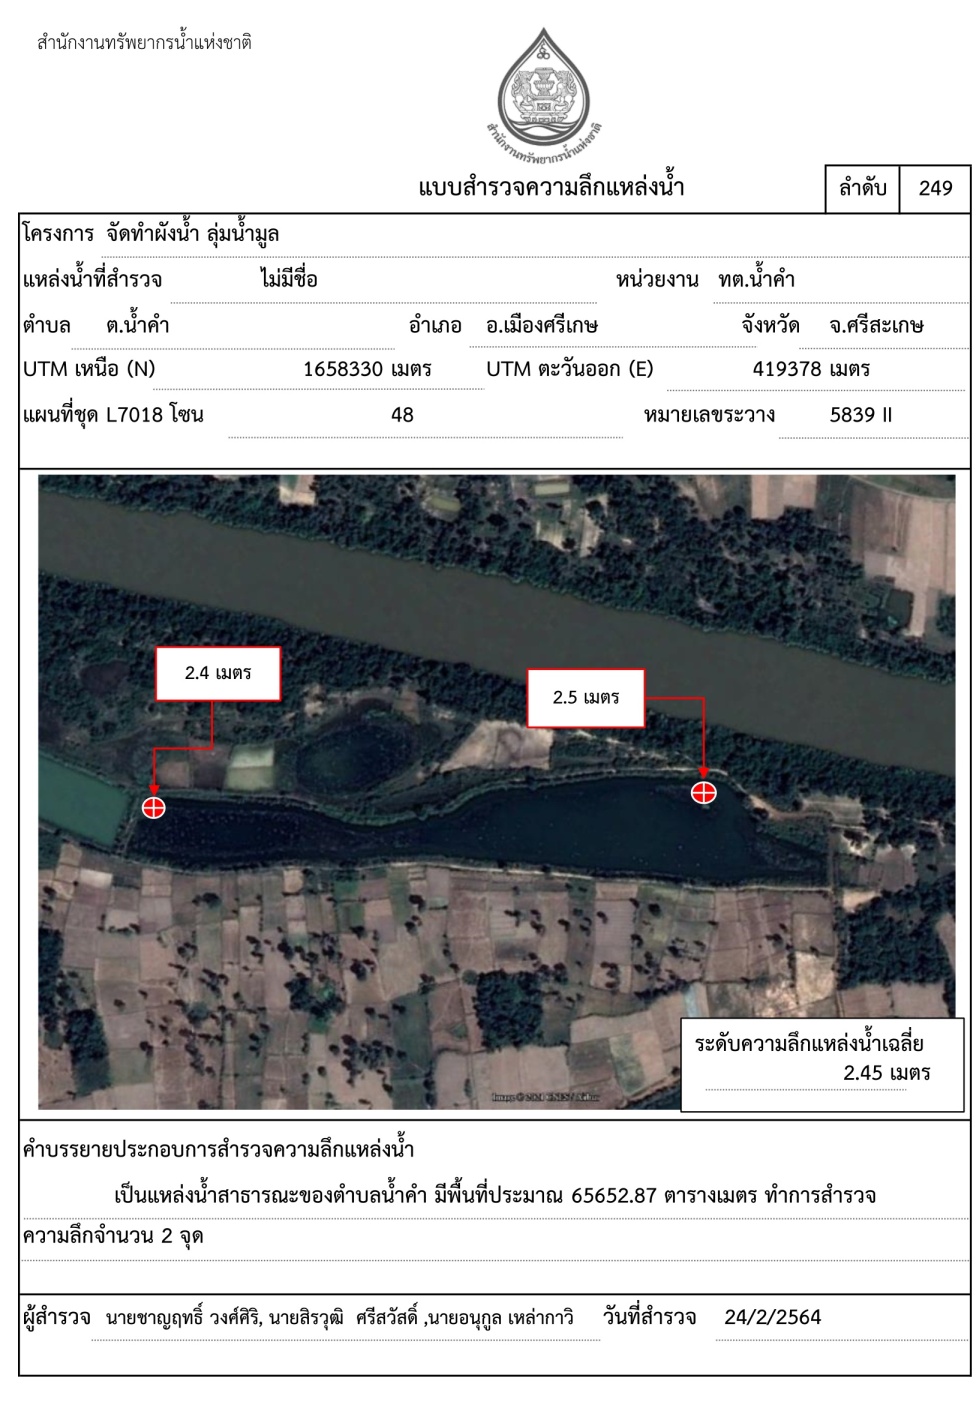 สำนักงานทรัพยากรน้ำแห่งชาติ
สำนักงานทรัพยากรน้ำแห่งชาติ
แบบสำรวจความลึกแหล่งน้ำ
ลำดับ 249
โครงการ จัดทำผังน้ำ ลุ่มน้ำมูล
แหล่งน้ำที่สำรวจ ไม่มีชื่อ หน่วยงาน ทต.น้ำคำ
ตำบล ต.น้ำคำ อำเภอ อ.เมืองศรีเกษ จังหวัด จ.ศรีสะเกษ
UTM เหนือ (N) 1658330 เมตร UTM ตะวันออก (E) 419378 เมตร
แผนที่ชุด L7018 โซน 48 หมายเลขระวาง 5839 II
2.4 เมตร
2.5 เมตร
ระดับความลึกแหล่งน้ำเฉลี่ย
2.45 เมตร
คำบรรยายประกอบการสำรวจความลึกแหล่งน้ำ
เป็นแหล่งน้ำสาธารณะของตำบลน้ำคำ มีพื้นที่ประมาณ 65652.87 ตารางเมตร ทำการสำรวจ
ความลึกจำนวน 2 จุด
ผู้สำรวจ นายชาญฤทธิ์ วงศ์ศิริ, นายสิรวุฒิ ศรีสวัสดิ์ ,นายอนุกูล เหล่ากาวิ วันที่สำรวจ 24/2/2564